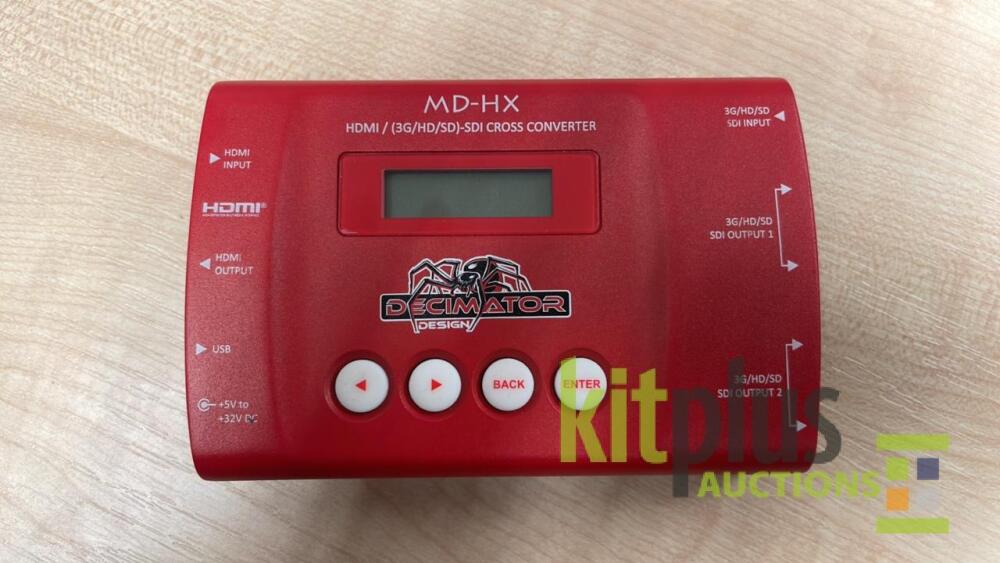 MD-HX
HDMI / (3G/HD/SD)-SDI CROSS CONVERTER
HDMI
INPUT
HDMI®
HDMI
OUTPUT
USB
+5V to
+32V DC
3G/HD/SD
SDI INPUT
3G/HD/SD
SDI OUTPUT 1
3G/HD/SD
SDI OUTPUT 2
DECIMATOR
DESIGN
BACK
ENTER
kitplus
AUCTIONS